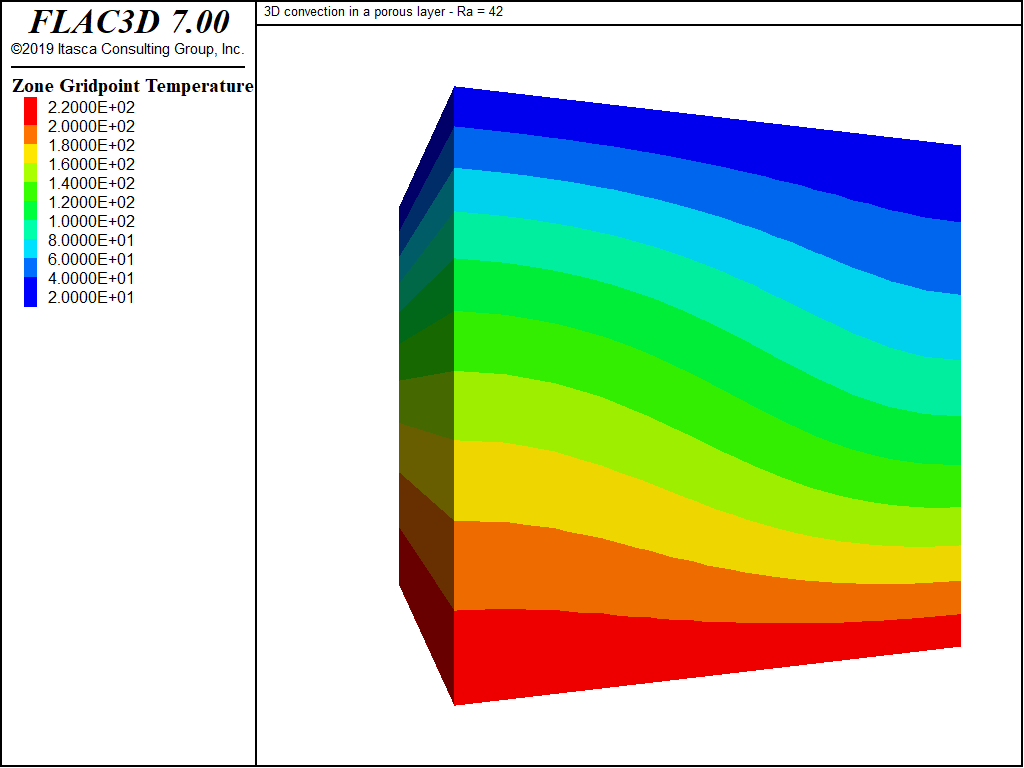 FLAC3D 7.00
©2019 Itasca Consulting Group, Inc.
Zone Gridpoint Temperature
2.2000E+02
2.0000E+02
1.8000E+02
1.6000E+02
1.4000E+02
1.2000E+02
1.0000E+02
8.0000E+01
6.0000E+01
4.0000E+01
2.0000E+01
3D convection in a porous layer - Ra = 42